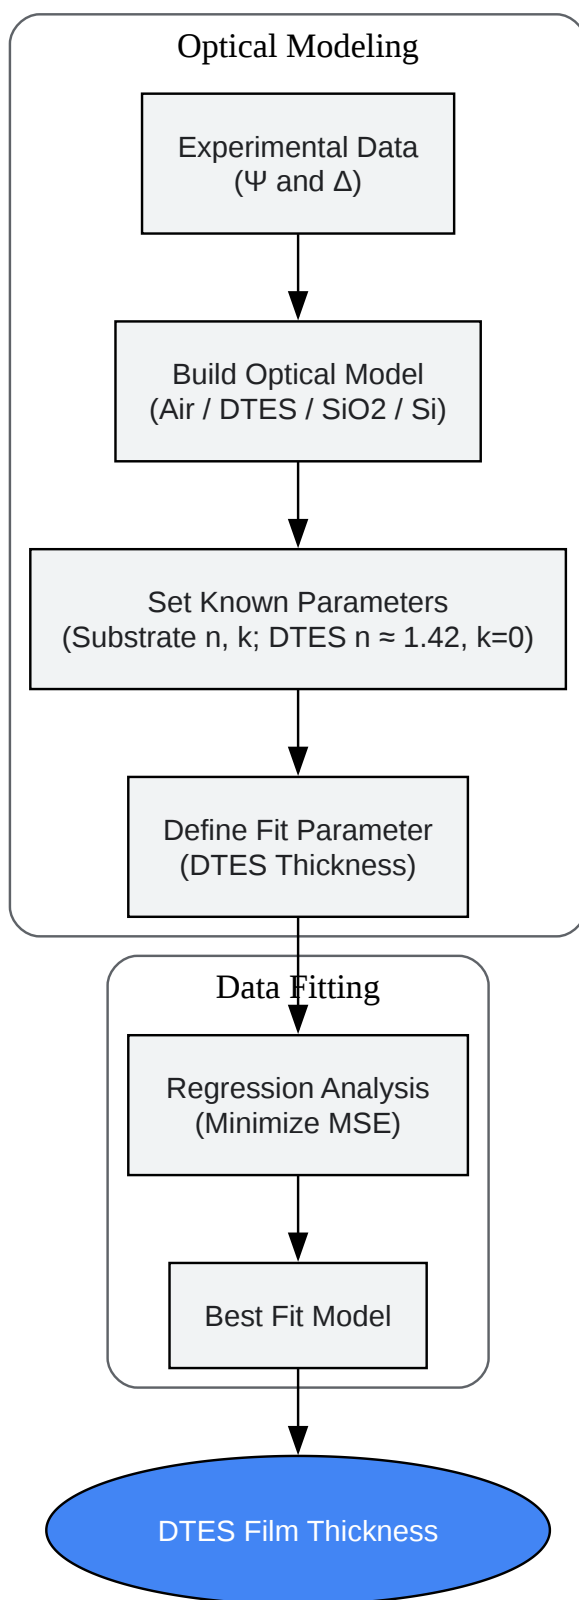 Optical Modeling
Experimental Data
(Ψ and Δ)
Build Optical Model
(Air / DTES / SiO2 / Si)
Set Known Parameters
(Substrate n, k; DTES n ≈ 1.42, k=0)
Define Fit Parameter
(DTES Thickness)
Data Fitting
Regression Analysis
(Minimize MSE)
Best Fit Model
DTES Film Thickness